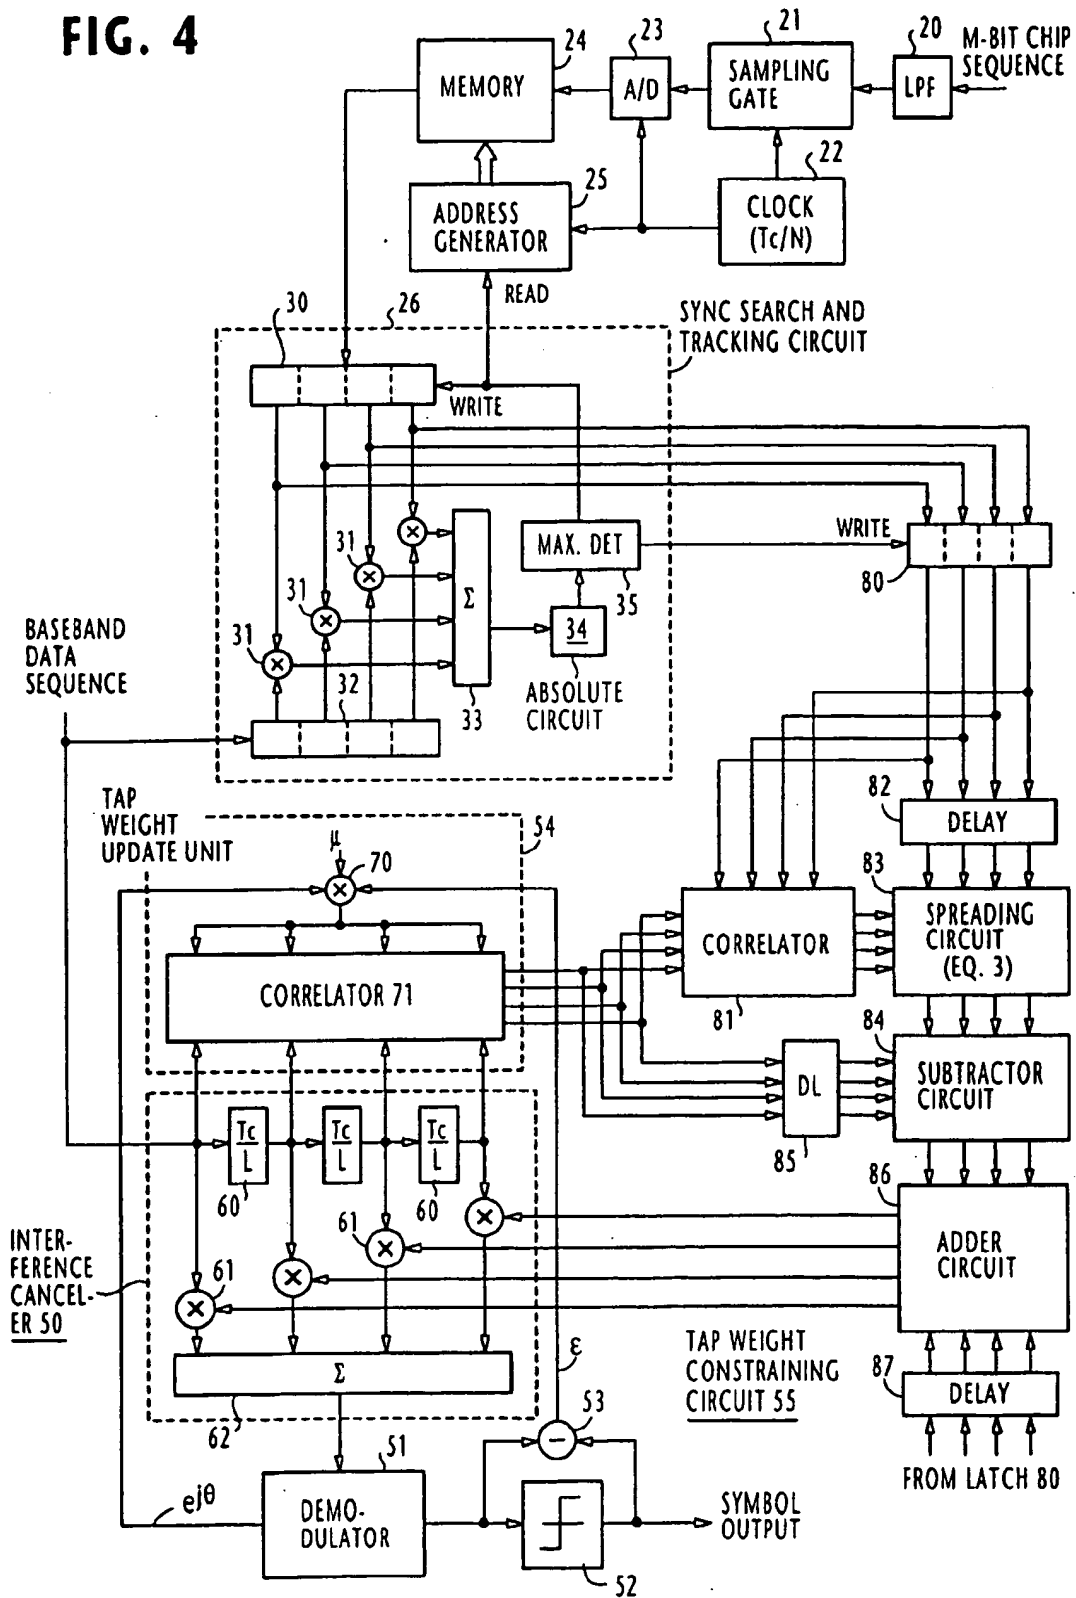 FIG. 4
24
23
21
20
M-BIT CHIP
SEQUENCE
MEMORY
A/D
SAMPLING
GATE
LPF
22
25
ADDRESS
GENERATOR
CLOCK
(Tc/N)
READ
30
26
SYNC SEARCH AND
TRACKING CIRCUIT
WRITE
31
31
31
Σ
MAX. DET
35
WRITE
80
34
33
ABSOLUTE
CIRCUIT
32
BASEBAND
DATA
SEQUENCE
TAP
WEIGHT
UPDATE UNIT
54
μ
70
82
DELAY
83
CORRELATOR 71
CORRELATOR
81
SPREADING
CIRCUIT
(EQ. 3)
84
DL
85
SUBTRACTOR
CIRCUIT
Tc
L
Tc
L
Tc
L
60
60
61
61
86
ADDER
CIRCUIT
INTER-
FERENCE
CANCEL-
ER 50
Σ
62
ε
TAP WEIGHT
CONSTRAINING
CIRCUIT 55
87
DELAY
FROM LATCH 80
53
51
ejθ
DEMO-
DULATOR
52
SYMBOL
OUTPUT